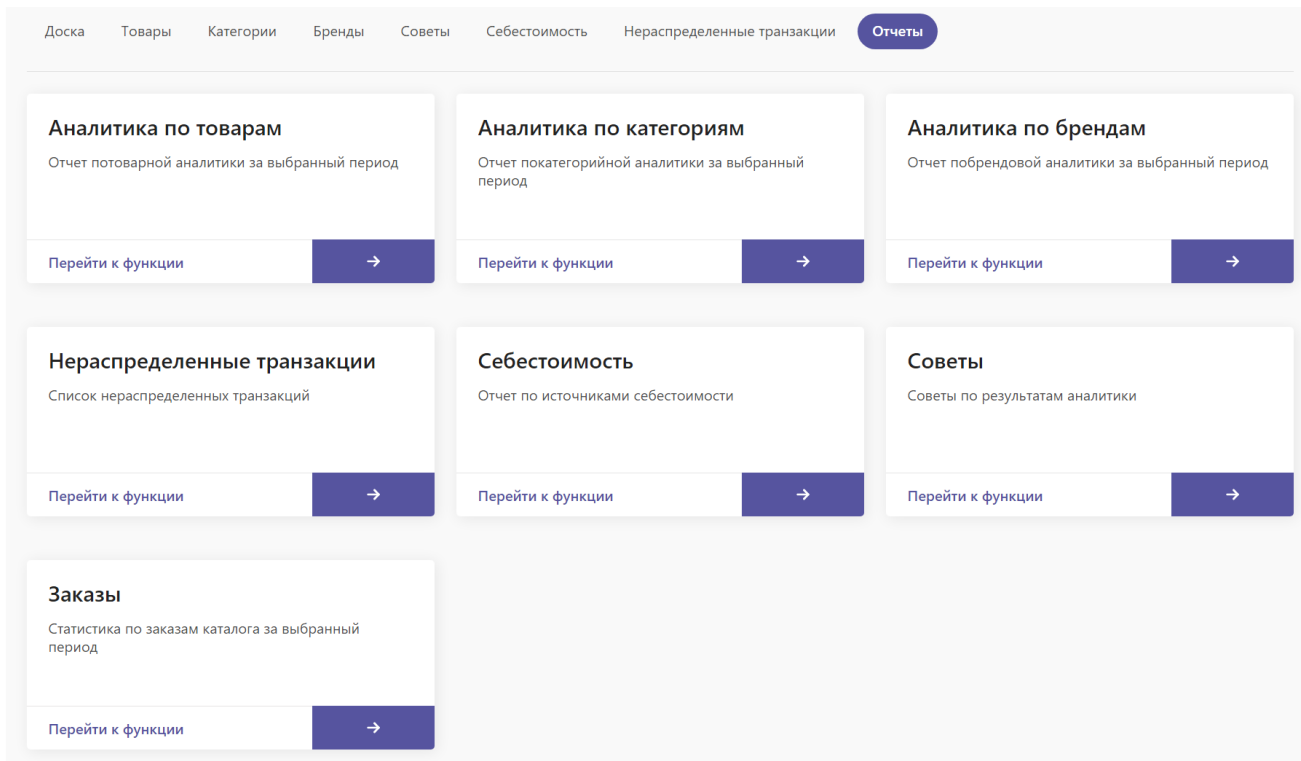 Доска Товары Категории Бренды Советы Себестоимость Нераспределенные транзакции Отчеты
Аналитика по товарам
Отчет потоварной аналитики за выбранный период
Перейти к функции
Аналитика по категориям
Отчет покатегорийной аналитики за выбранный
период
Перейти к функции
Аналитика по брендам
Отчет побрендовой аналитики за выбранный период
Перейти к функции
Нераспределенные транзакции
Список нераспределенных транзакций
Перейти к функции
Себестоимость
Отчет по источниками себестоимости
Перейти к функции
Советы
Советы по результатам аналитики
Перейти к функции
Заказы
Статистика по заказам каталога за выбранный
период
Перейти к функции